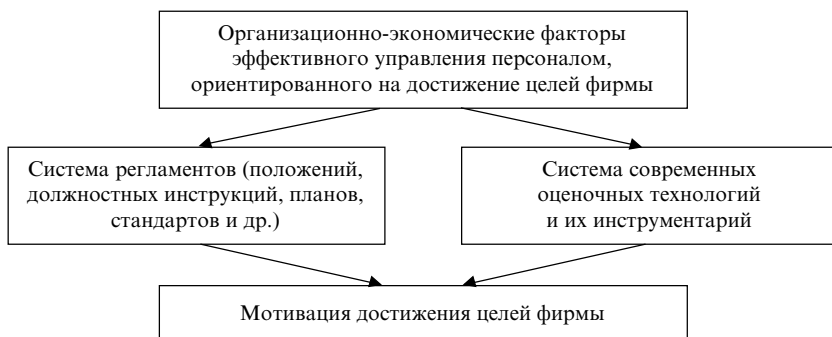 Организационно-экономические факторы
эффективного управления персоналом,
ориентированного на достижение целей фирмы
Система регламентов (положений,
должностных инструкций, планов,
стандартов и др.)
Система современных
оценочных технологий
и их инструментарий
Мотивация достижения целей фирмы